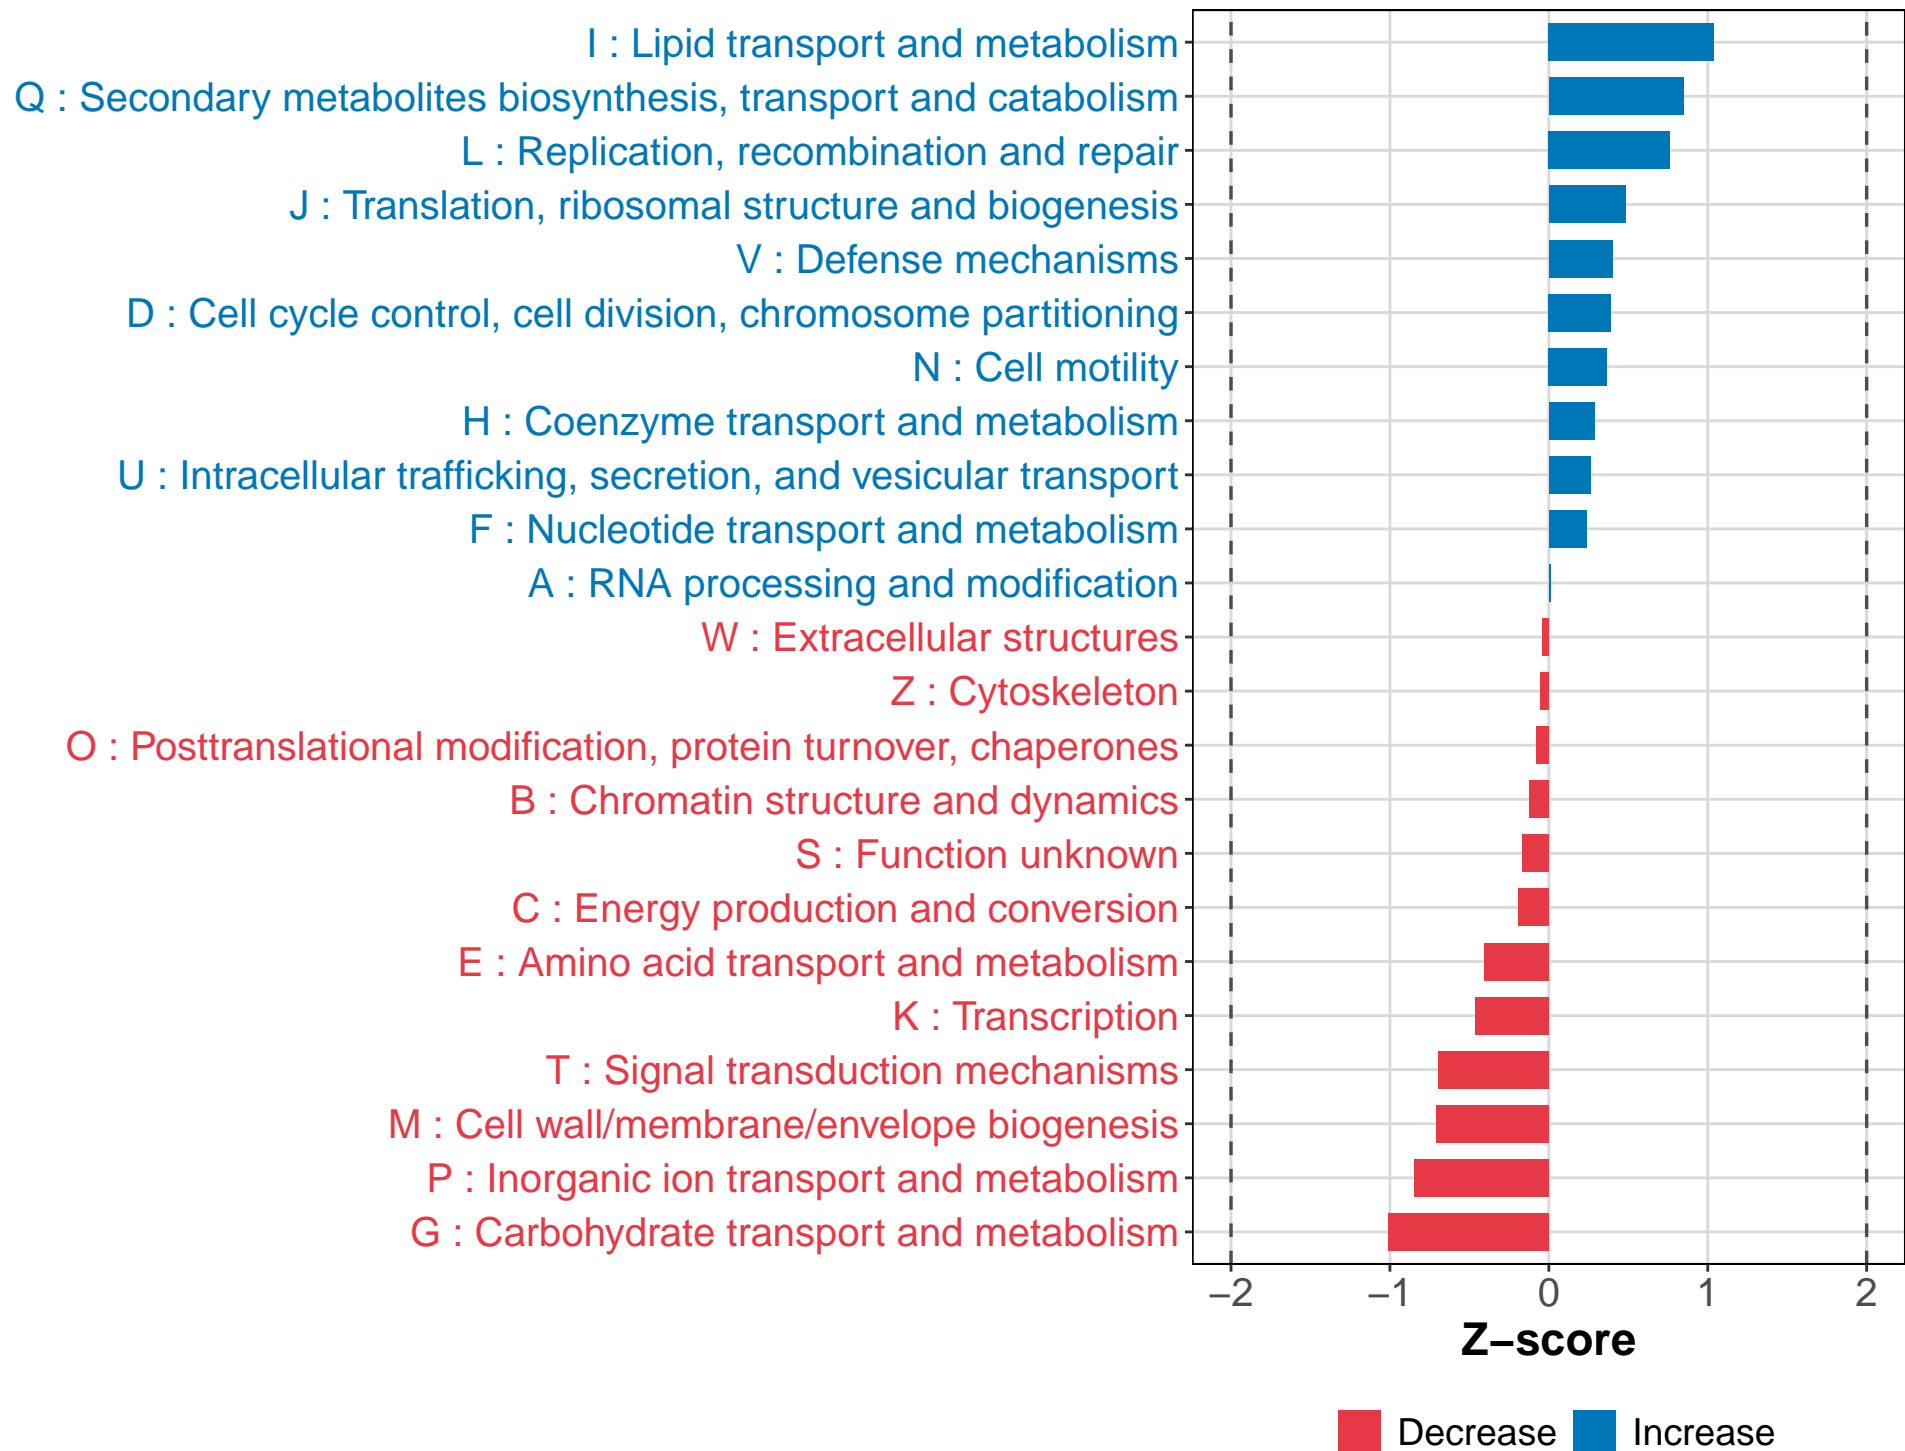 I : Lipid transport and metabolism
Q : Secondary metabolites biosynthesis, transport and catabolism
L : Replication, recombination and repair
J : Translation, ribosomal structure and biogenesis
V : Defense mechanisms
D : Cell cycle control, cell division, chromosome partitioning
N : Cell motility
H : Coenzyme transport and metabolism
U : Intracellular trafficking, secretion, and vesicular transport
F : Nucleotide transport and metabolism
A : RNA processing and modification
W : Extracellular structures
Z : Cytoskeleton
O : Posttranslational modification, protein turnover, chaperones
B : Chromatin structure and dynamics
S : Function unknown
C : Energy production and conversion
E : Amino acid transport and metabolism
K : Transcription
T : Signal transduction mechanisms
M : Cell wall/membrane/envelope biogenesis
P : Inorganic ion transport and metabolism
G : Carbohydrate transport and metabolism
−2 −1 0 1 2
Z−score
Decrease Increase